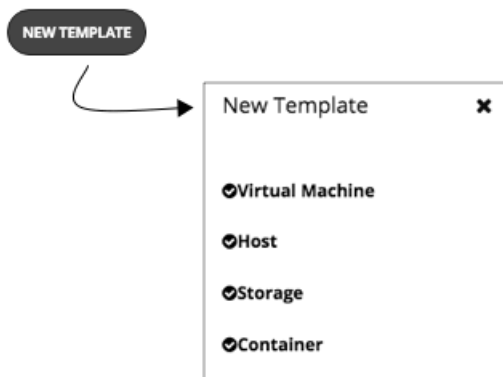 NEW TEMPLATE
New Template
Virtual Machine
Host
Storage
Container